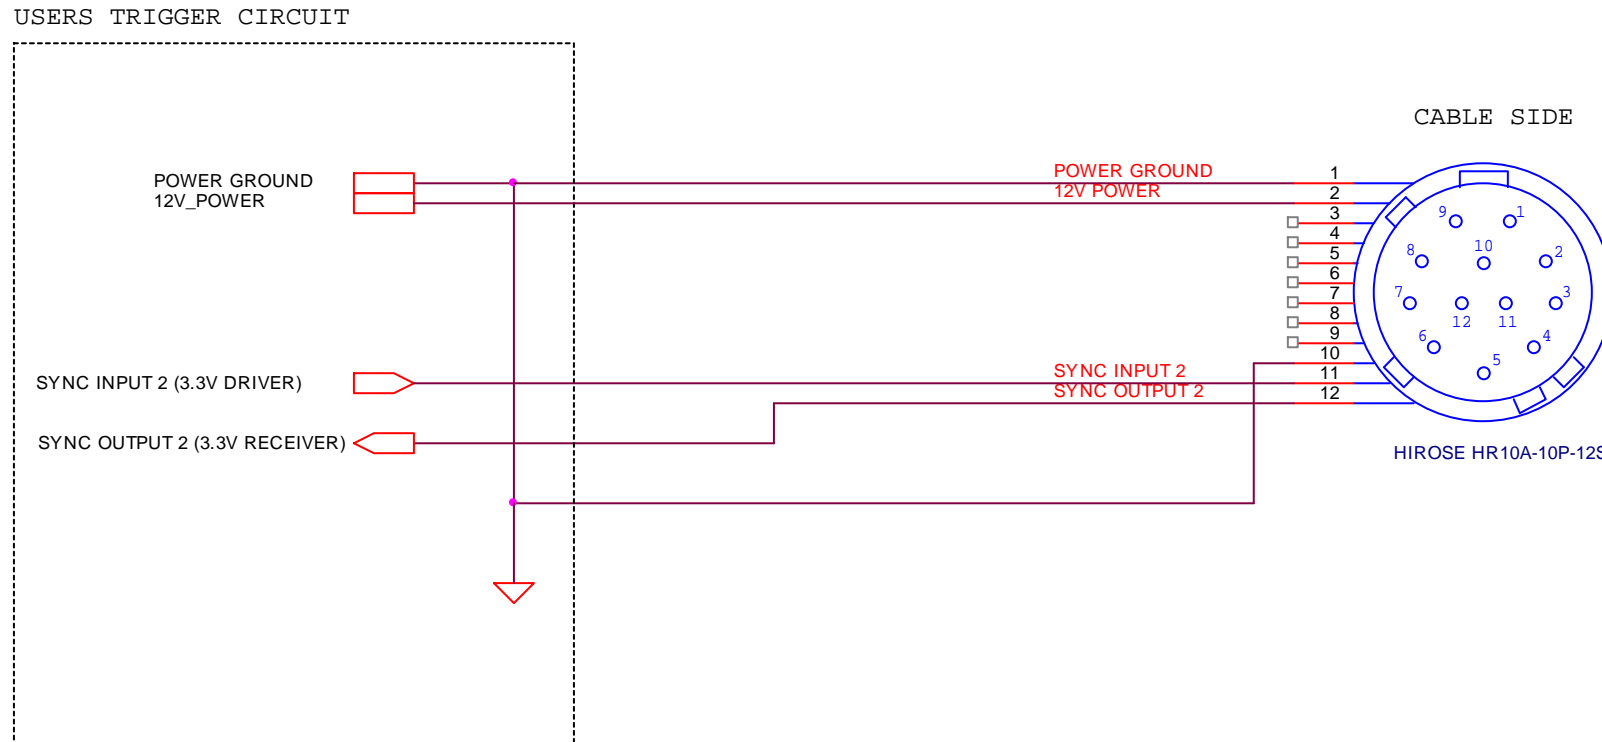 USERS TRIGGER CIRCUIT
CABLE SIDE
POWER GROUND
12V_POWER
POWER GROUND
12V POWER
1
2
3
4
5
6
7
8
9
10
11
12
9
1
8
10
2
7
12
11
3
6
4
5
SYNC INPUT 2 (3.3V DRIVER)
SYNC INPUT 2
SYNC OUTPUT 2
SYNC OUTPUT 2 (3.3V RECEIVER)
HIROSE HR10A-10P-12S